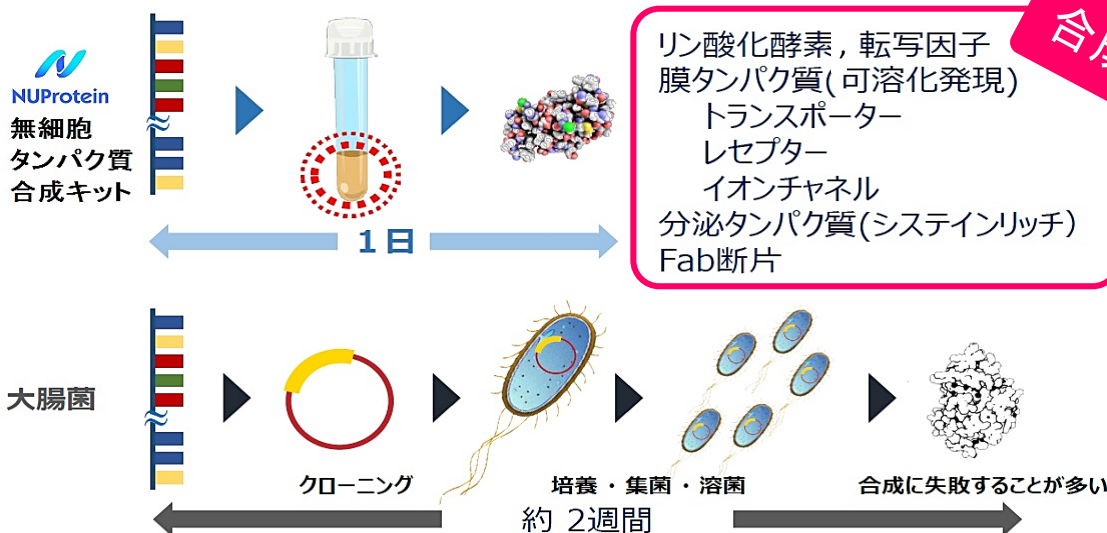 NUProtein
無細胞
タンパク質
合成キット
1日
リン酸化酵素, 転写因子
膜タンパク質(可溶化発現)
トランスポーター
レセプター
イオンチャネル
分泌タンパク質(システインリッチ)
Fab断片
大腸菌
クローニング
培養・集菌・溶菌
合成に失敗することが多い
約 2週間